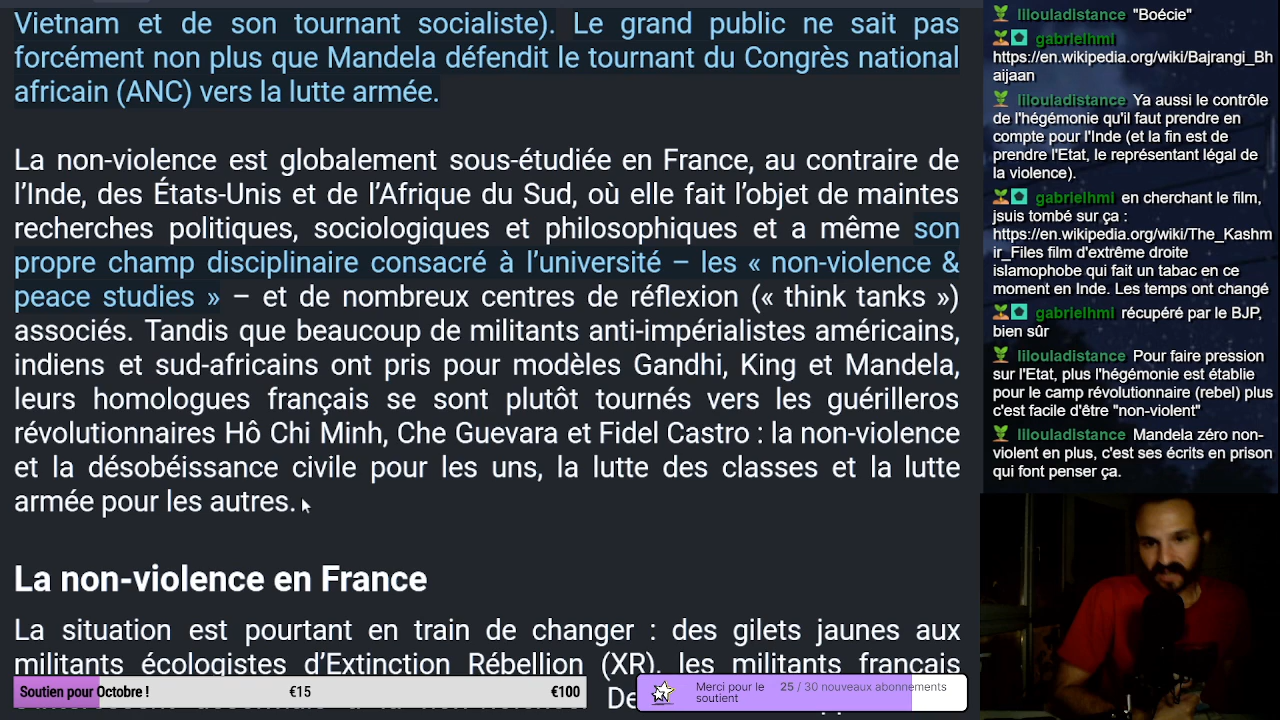 Vietnam et de son tournant socialiste). Le grand public ne sait pas
forcément non plus que Mandela défendit le tournant du Congrès national
africain (ANC) vers la lutte armée.
La non-violence est globalement sous-étudiée en France, au contraire de
l’Inde, des États-Unis et de l’Afrique du Sud, où elle fait l’objet de maintes
recherches politiques, sociologiques et philosophiques et a même son
propre champ disciplinaire consacré à l’université – les « non-violence &
peace studies » – et de nombreux centres de réflexion (« think tanks »)
associés. Tandis que beaucoup de militants anti-impérialistes américains,
indiens et sud-africains ont pris pour modèles Gandhi, King et Mandela,
leurs homologues français se sont plutôt tournés vers les guérilleros
révolutionnaires Hô Chi Minh, Che Guevara et Fidel Castro : la non-violence
et la désobéissance civile pour les uns, la lutte des classes et la lutte
armée pour les autres.
La non-violence en France
La situation est pourtant en train de changer : des gilets jaunes aux
militants écologistes d’Extinction Rébellion (XR), les militants français
De
Soutien pour Octobre !
€15
€100
Merci pour le
soutien
25 / 30 nouveaux abonnements
lilouladistance "Boécie"
gabrielhml
https://en.wikipedia.org/wiki/Bajrangi_Bh
aijaan
lilouladistance Ya aussi le contrôle
de l'hégémonie qu'il faut prendre en
compte pour l'Inde (et la fin est de
prendre l'Etat, le représentant légal de
la violence).
gabrielhml en cherchant le film,
jsuis tombé sur ça :
https://en.wikipedia.org/wiki/The_Kashm
ir_Files film d'extrême droite
islamophobe qui fait un tabac en ce
moment en Inde. Les temps ont changé
gabrielhml récupéré par le BJP,
bien sûr
lilouladistance Pour faire pression
sur l'Etat, plus l'hégémonie est établie
pour le camp révolutionnaire (rebel) plus
c'est facile d'être "non-violent"
lilouladistance Mandela zéro non-
violent en plus, c'est ses écrits en prison
qui font penser ça.